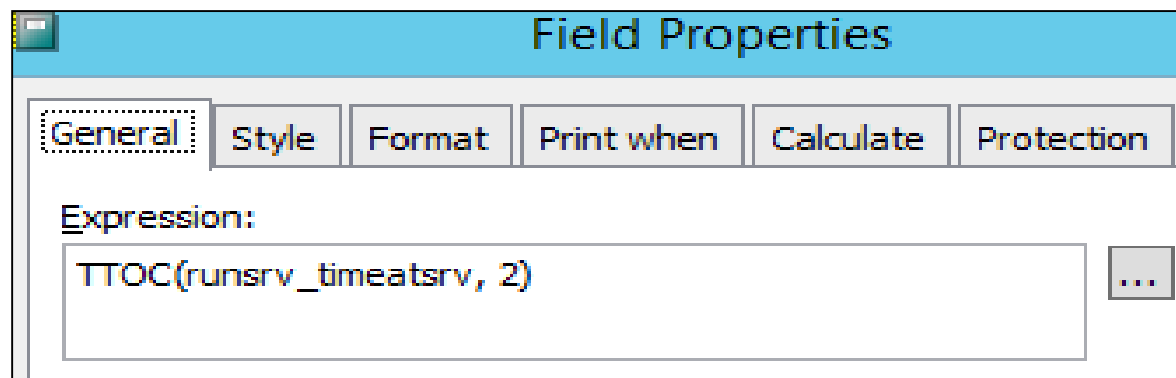 Field Properties
General Style Format Print when Calculate Protection
Expression:
TTOC(runsrv_timeatsrv, 2)
...